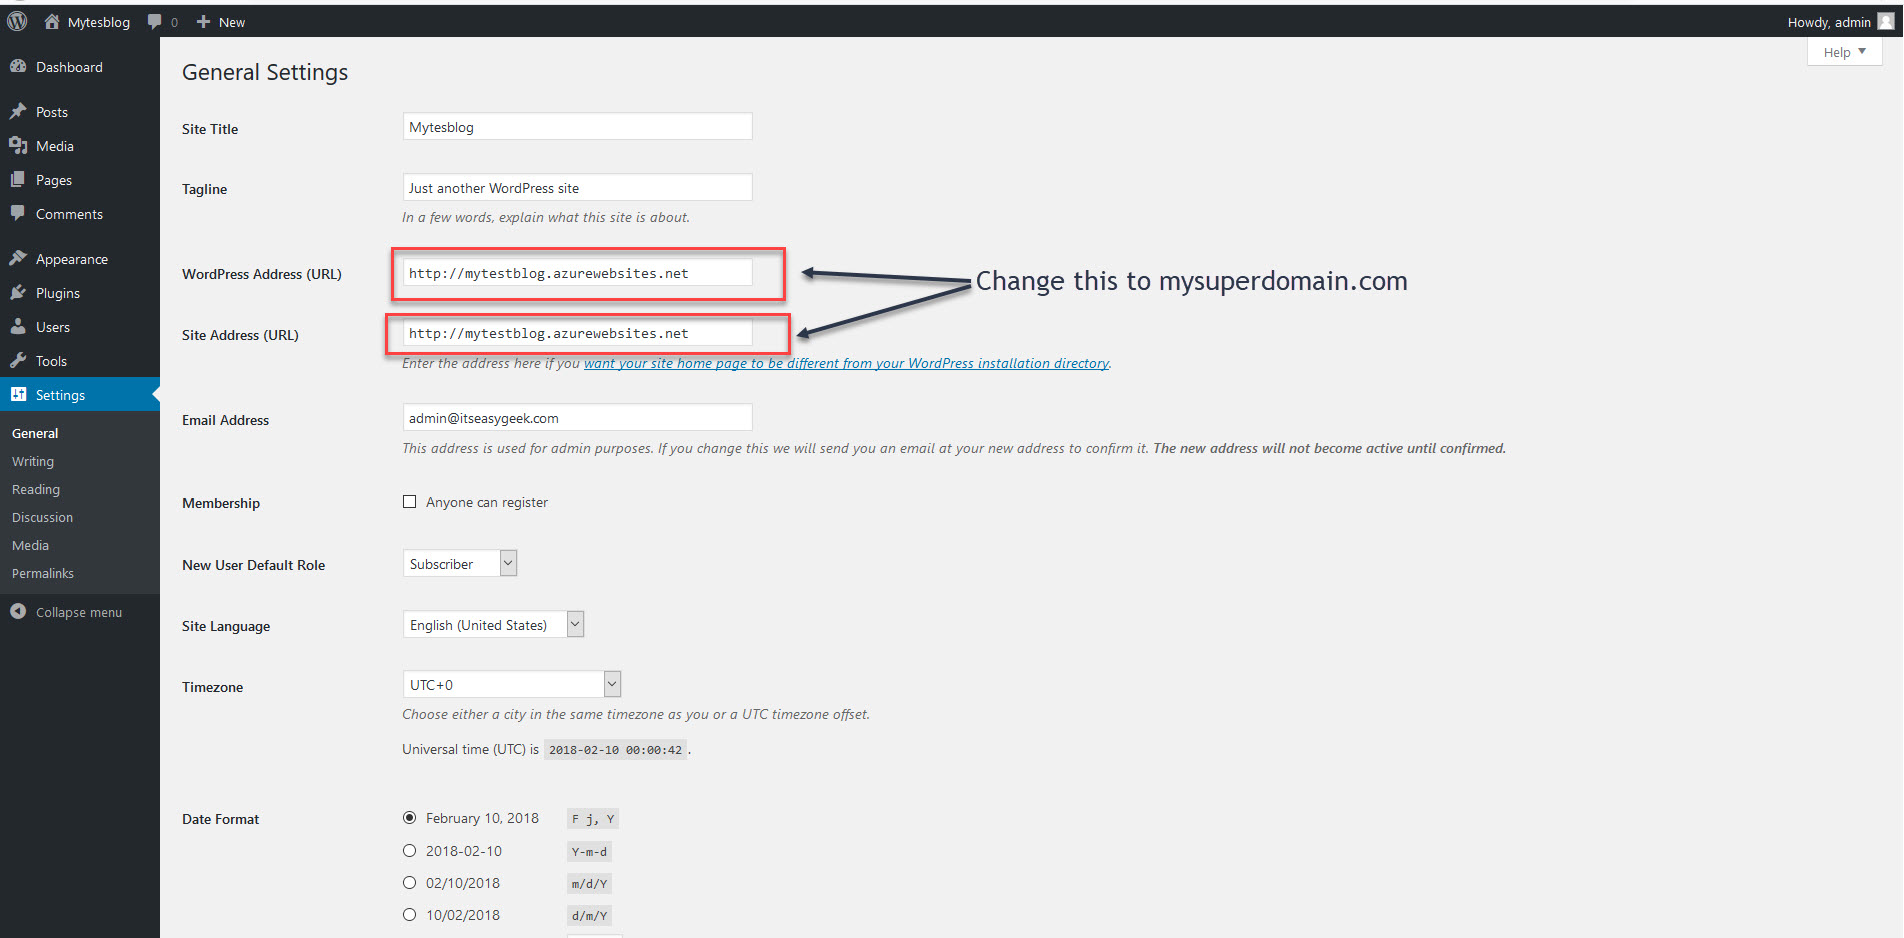 Mytesblog 0 New Howdy, admin
Help
Dashboard
Posts
Media
Pages
Comments
Appearance
Plugins
Users
Tools
Settings
General
Writing
Reading
Discussion
Media
Permalinks
Collapse menu
General Settings
Site Title Mytesblog
Tagline Just another WordPress site
In a few words, explain what this site is about.
WordPress Address (URL) http://mytestblog.azurewebsites.net
Change this to mysuperdomain.com
Site Address (URL) http://mytestblog.azurewebsites.net
Enter the address here if you want your site home page to be different from your WordPress installation directory.
Email Address admin@itseasygeek.com
This address is used for admin purposes. If you change this we will send you an email at your new address to confirm it. The new address will not become active until confirmed.
Membership Anyone can register
New User Default Role Subscriber
Site Language English (United States)
Timezone UTC+0
Choose either a city in the same timezone as you or a UTC timezone offset.
Universal time (UTC) is 2018-02-10 00:00:42 .
Date Format February 10, 2018 F j, Y
2018-02-10 Y-m-d
02/10/2018 m/d/Y
10/02/2018 d/m/Y